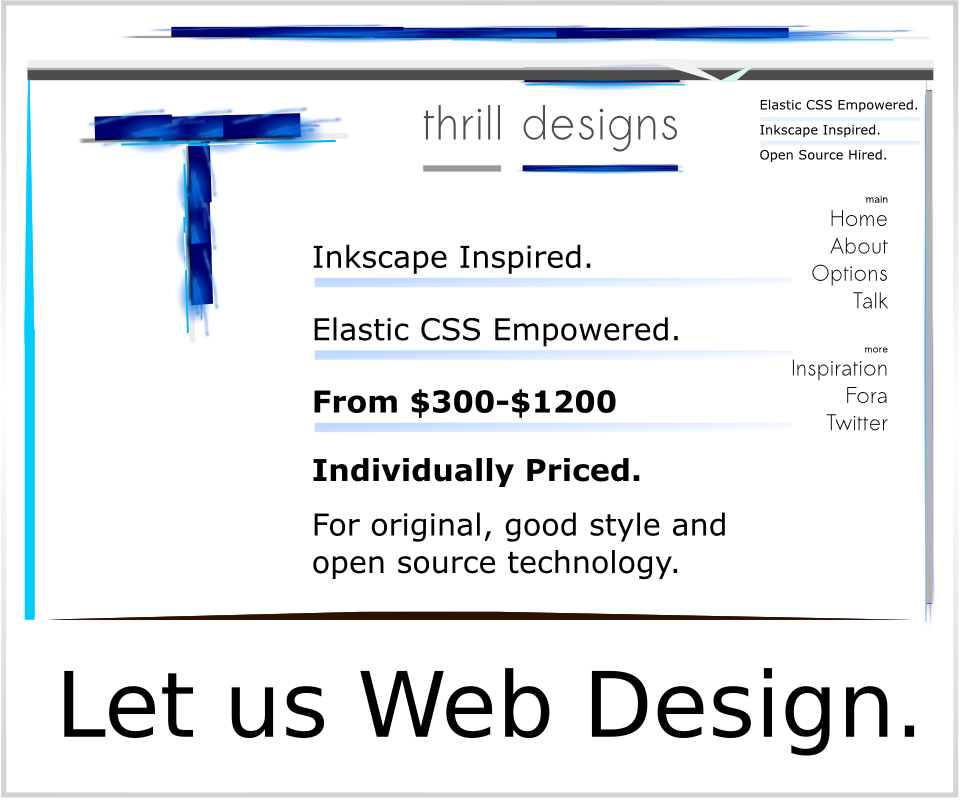 thrill designs
Elastic CSS Empowered.
Inkscape Inspired.
Open Source Hired.
main
Home
About
Options
Talk
more
Inspiration
Fora
Twitter
Inkscape Inspired.
Elastic CSS Empowered.
From $300-$1200
Individually Priced.
For original, good style and
open source technology.
Let us Web Design.